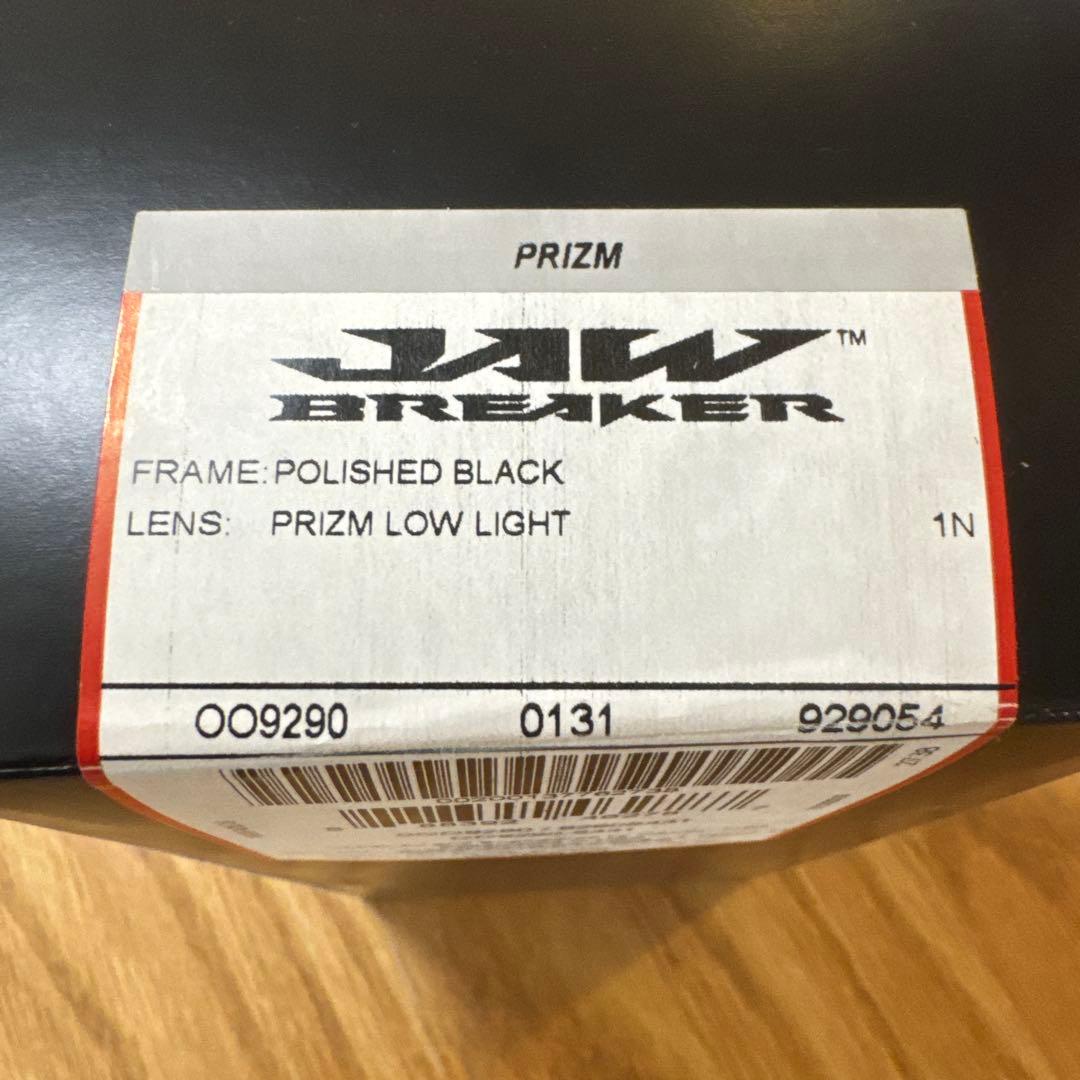 PRIZM
JAW™
BREAKER
FRAME: POLISHED BLACK
LENS: PRIZM LOW LIGHT 1N
OO9290 0131 929054